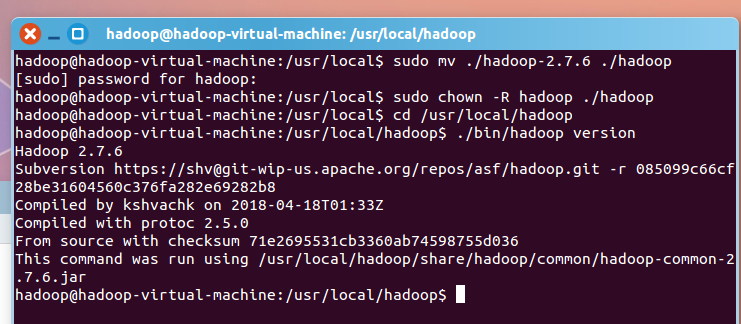 hadoop@hadoop-virtual-machine: /usr/local/hadoop
hadoop@hadoop-virtual-machine:/usr/local$ sudo mv ./hadoop-2.7.6 ./hadoop
[sudo] password for hadoop:
hadoop@hadoop-virtual-machine:/usr/local$ sudo chown -R hadoop ./hadoop
hadoop@hadoop-virtual-machine:/usr/local$ cd /usr/local/hadoop
hadoop@hadoop-virtual-machine:/usr/local/hadoop$ ./bin/hadoop version
Hadoop 2.7.6
Subversion https://shv@git-wip-us.apache.org/repos/asf/hadoop.git -r 085099c66cf
28be31604560c376fa282e69282b8
Compiled by kshvachk on 2018-04-18T01:33Z
Compiled with protoc 2.5.0
From source with checksum 71e2695531cb3360ab74598755d036
This command was run using /usr/local/hadoop/share/hadoop/common/hadoop-common-2
.7.6.jar
hadoop@hadoop-virtual-machine:/usr/local/hadoop$